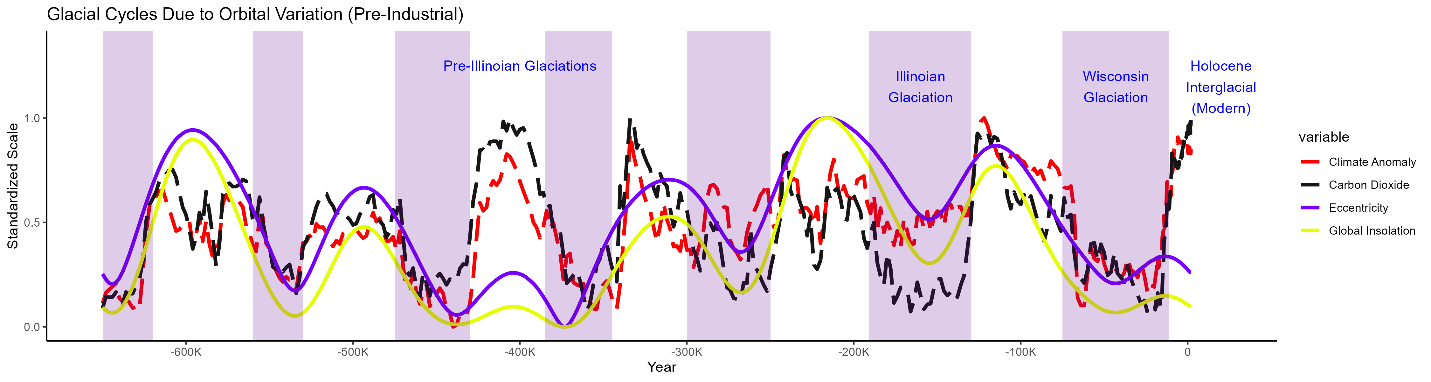 Glacial Cycles Due to Orbital Variation (Pre-Industrial)
Standardized Scale
1.0
0.5
0.0
Pre-Illinoian Glaciations
Illinoian
Glaciation
Wisconsin
Glaciation
Holocene
Interglacial
(Modern)
-600K
-500K
-400K
-300K
-200K
-100K
0
Year
variable
Climate Anomaly
Carbon Dioxide
Eccentricity
Global Insolation